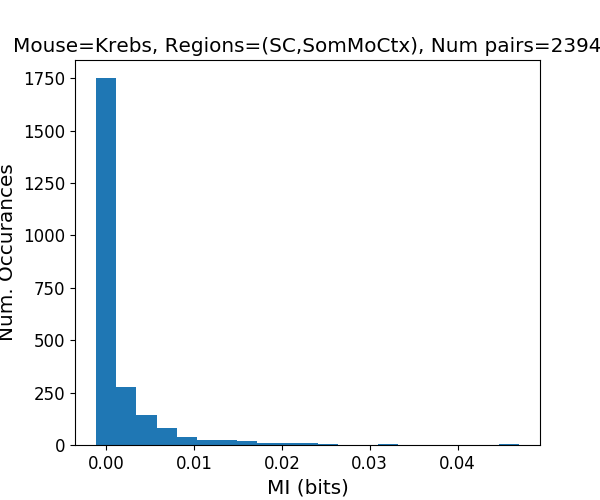 Mouse=Krebs, Regions=(SC,SomMoCtx), Num pairs=2394
Num. Occurances
1750
1500
1250
1000
750
500
250
0
0.00 0.01 0.02 0.03 0.04
MI (bits)